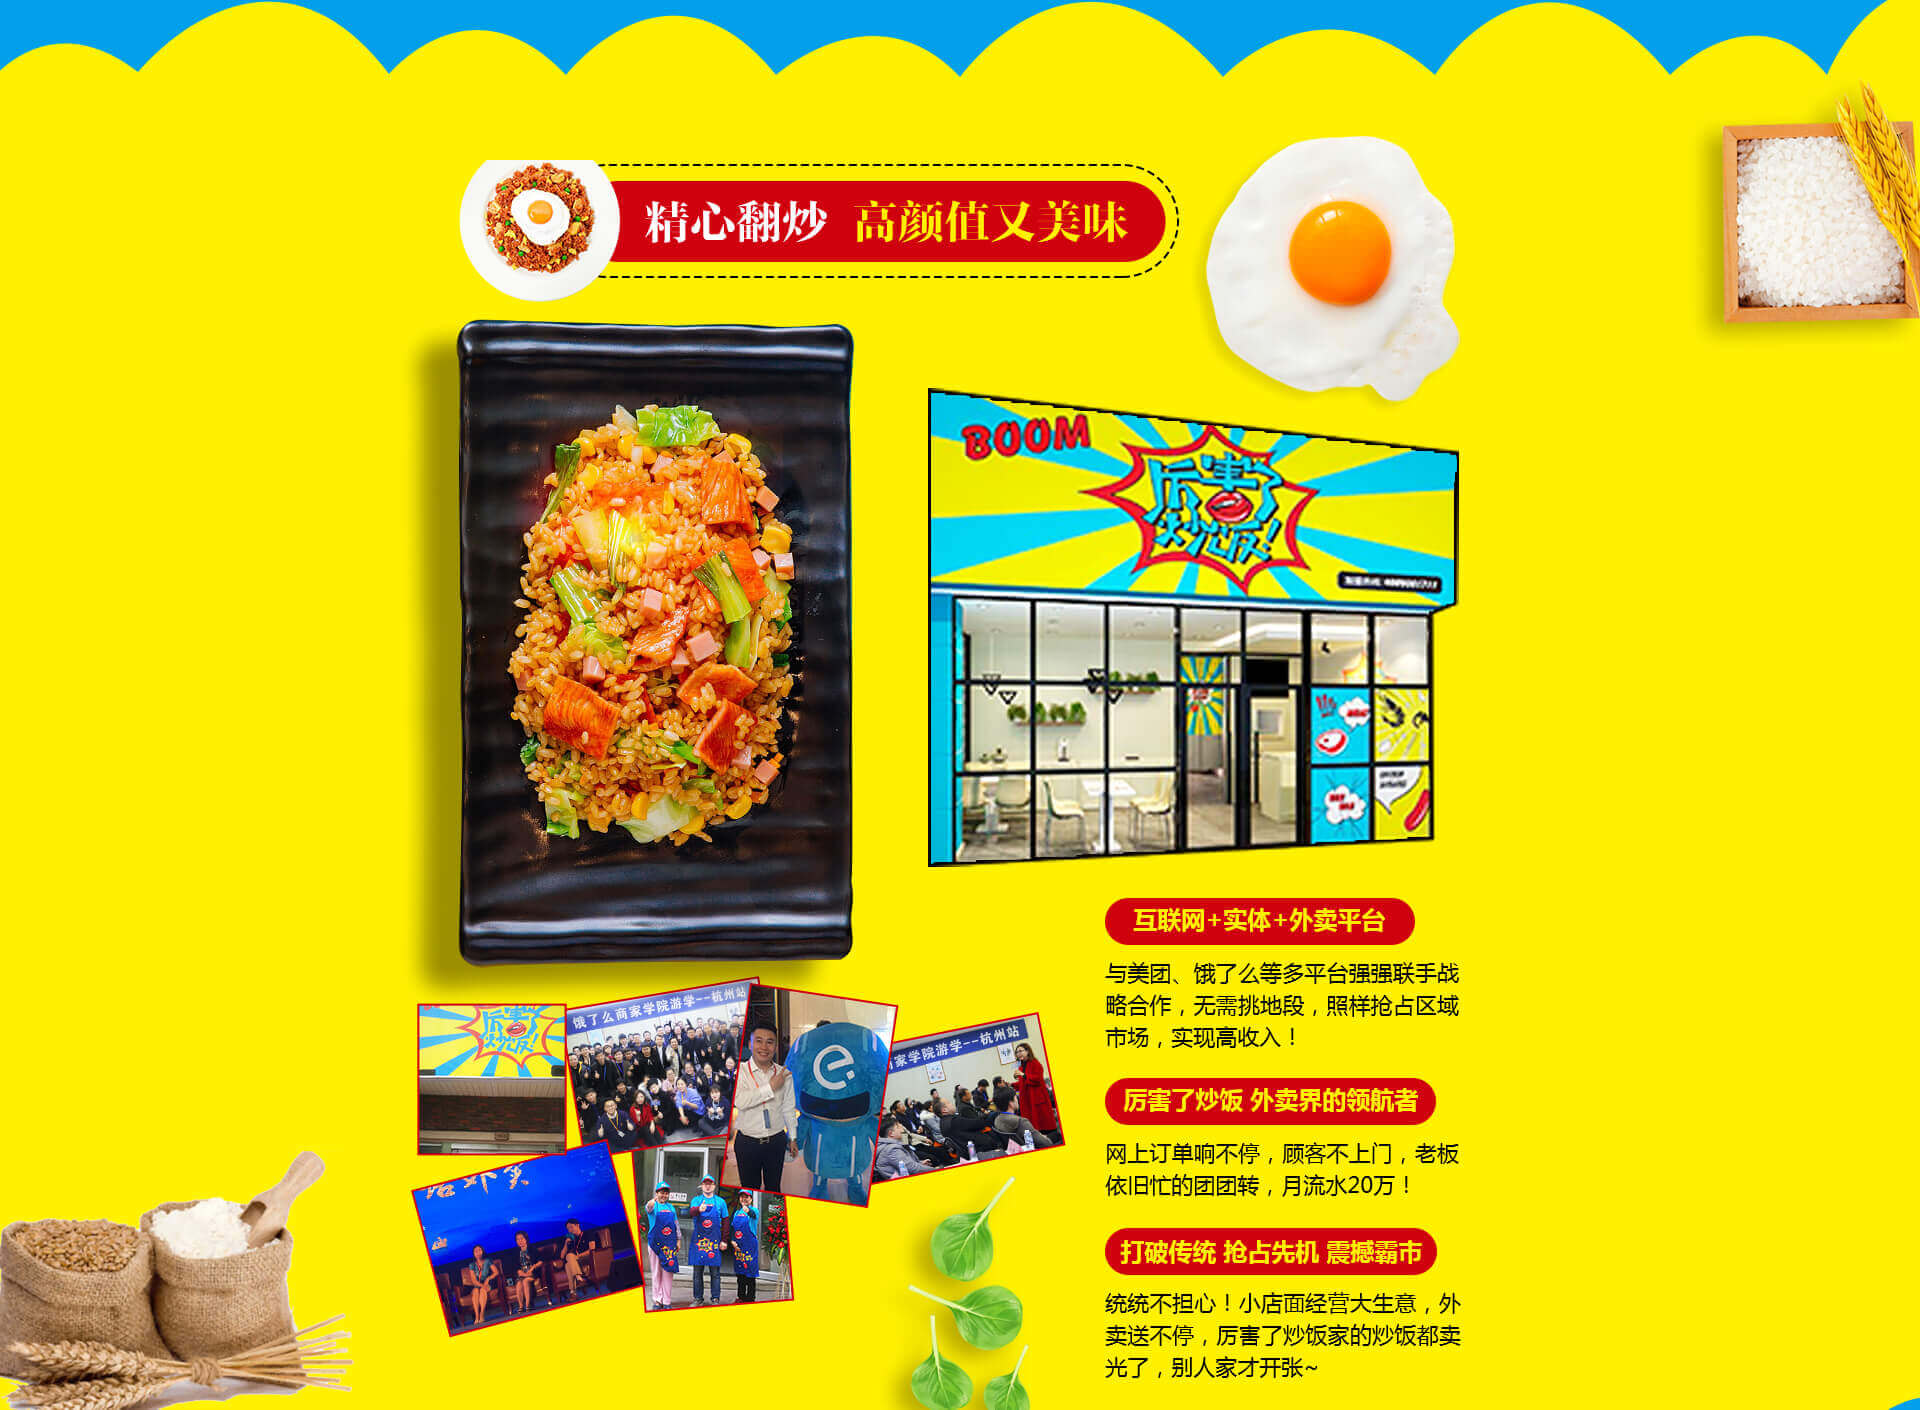 精心翻炒 高颜值又美味
BOOM
厉害了
炒饭!
互联网+实体+外卖平台
与美团、饿了么等多平台强强联手战
略合作，无需挑地段，照样抢占区域
市场，实现高收入！
厉害了炒饭 外卖界的领航者
网上订单响不停，顾客不上门，老板
依旧忙的团团转，月流水20万！
打破传统 抢占先机 震撼霸市
统统不担心！小店面经营大生意，外
卖送不停，厉害了炒饭家的炒饭都卖
光了，别人家才开张~
厉害了
炒饭!
饿了么商家学院游学--杭州站
e
家学院游学--杭州站